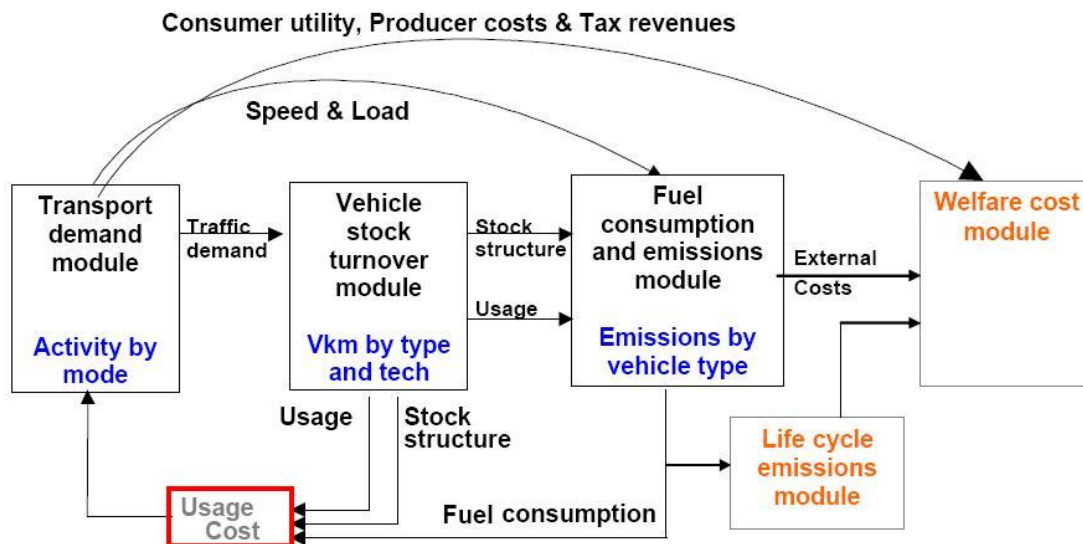 Consumer utility, Producer costs & Tax revenues
Speed & Load
Transport
demand
module
Activity by
mode
Traffic
demand
Vehicle
stock
turnover
module
Vkm by type
and tech
Stock
structure
Usage
Fuel
consumption
and emissions
module
Emissions by
vehicle type
External
Costs
Welfare cost
module
Usage
Stock
structure
Life cycle
emissions
module
Usage
Cost
Fuel consumption